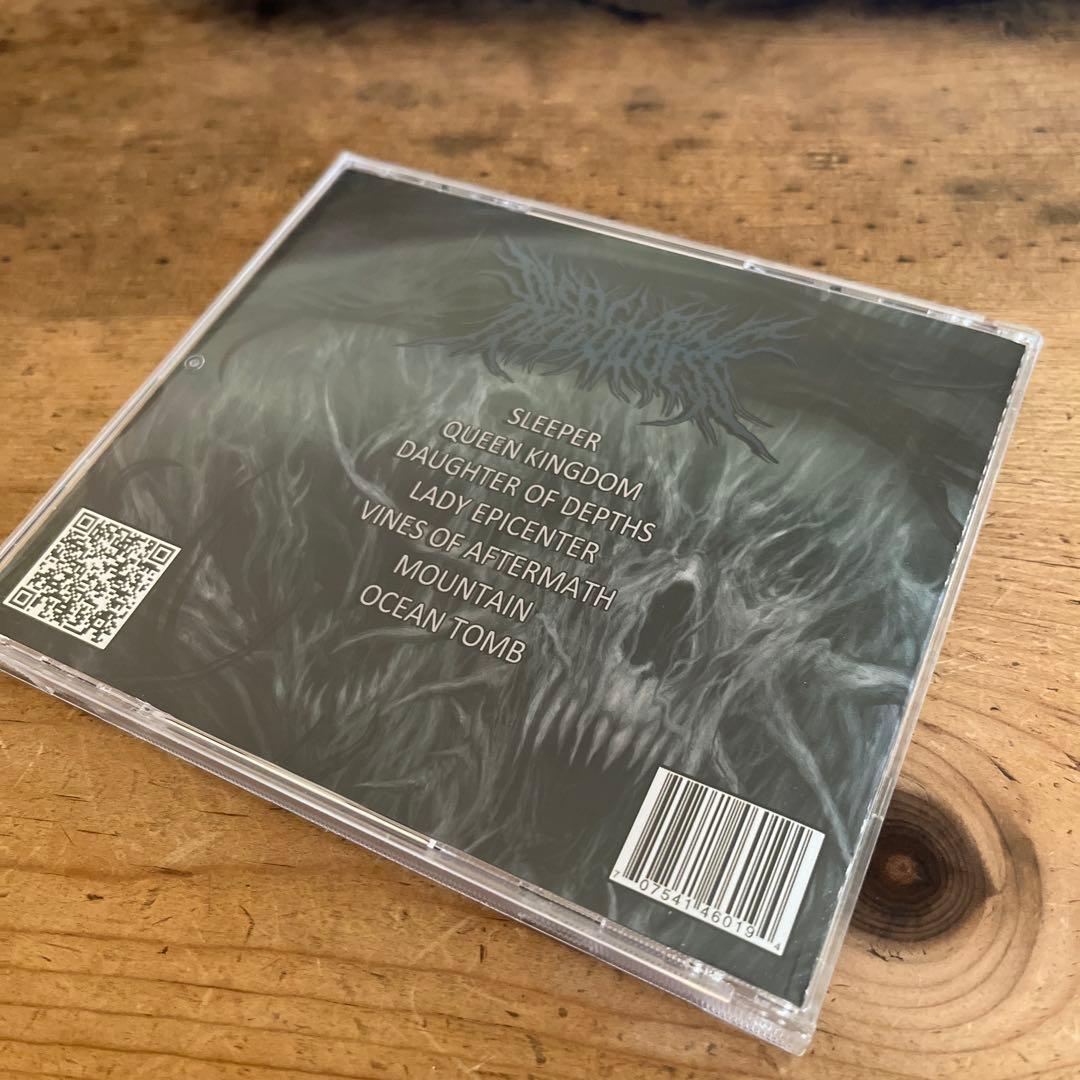 SLEEPER
QUEEN KINGDOM
DAUGHTER OF DEPTHS
LADY EPICENTER
VINES OF AFTERMATH
MOUNTAIN
OCEAN TOMB
7 07541 46019 4